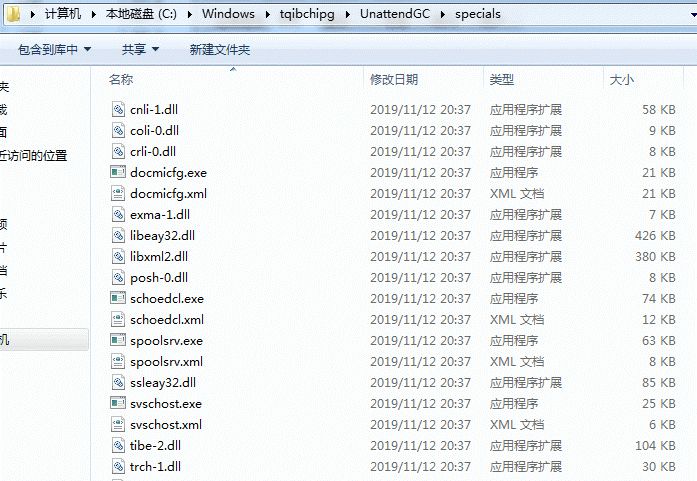 计算机 本地磁盘 (C:) Windows tqibchipg UnattendGC specials
包含到库中 共享 新建文件夹
名称 修改日期 类型 大小
cnli-1.dll 2019/11/12 20:37 应用程序扩展 58 KB
coli-0.dll 2019/11/12 20:37 应用程序扩展 9 KB
crli-0.dll 2019/11/12 20:37 应用程序扩展 8 KB
近访问的位置
docmicfg.exe 2019/11/12 20:37 应用程序 21 KB
docmicfg.xml 2019/11/12 20:37 XML 文档 21 KB
exma-1.dll 2019/11/12 20:37 应用程序扩展 7 KB
libeay32.dll 2019/11/12 20:37 应用程序扩展 426 KB
libxml2.dll 2019/11/12 20:37 应用程序扩展 380 KB
posh-0.dll 2019/11/12 20:37 应用程序扩展 8 KB
schoedcl.exe 2019/11/12 20:37 应用程序 74 KB
schoedcl.xml 2019/11/12 20:37 XML 文档 12 KB
spoolsrv.exe 2019/11/12 20:37 应用程序 63 KB
spoolsrv.xml 2019/11/12 20:37 XML 文档 8 KB
ssleay32.dll 2019/11/12 20:37 应用程序扩展 85 KB
svschost.exe 2019/11/12 20:37 应用程序 25 KB
svschost.xml 2019/11/12 20:37 XML 文档 6 KB
tibe-2.dll 2019/11/12 20:37 应用程序扩展 104 KB
trch-1.dll 2019/11/12 20:37 应用程序扩展 30 KB